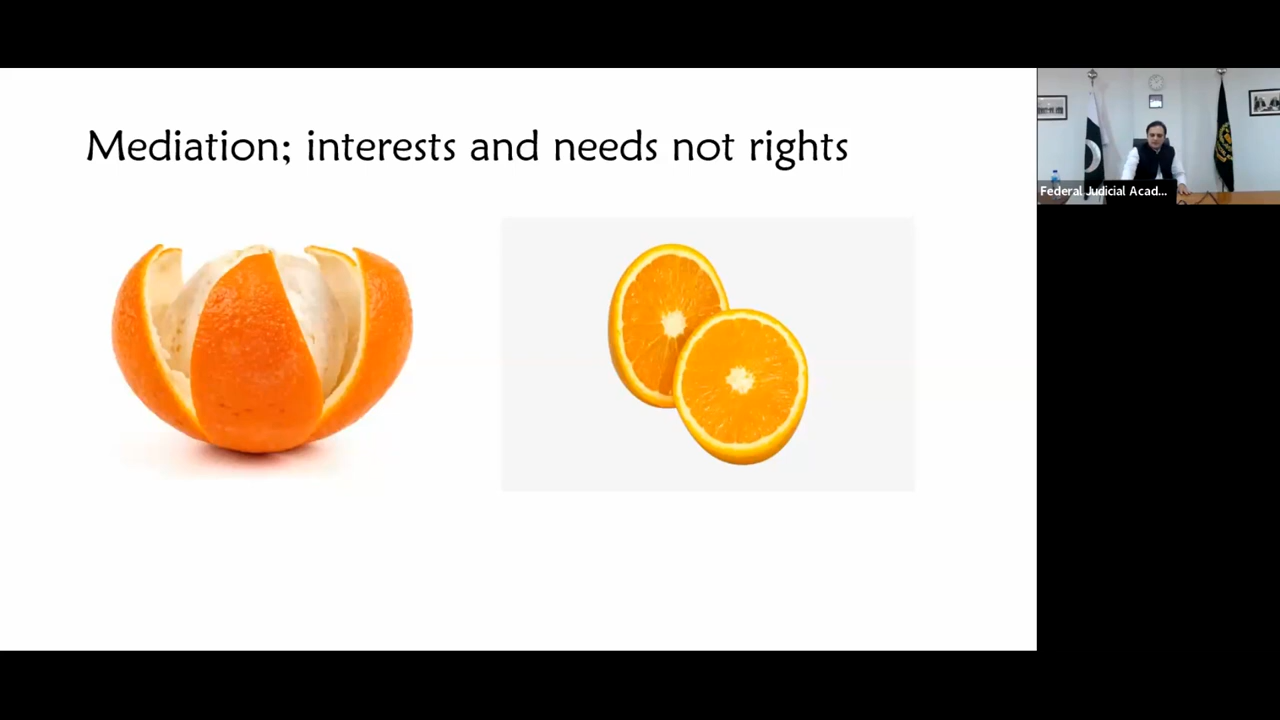 Mediation; interests and needs not rights
Federal Judicial Acad...